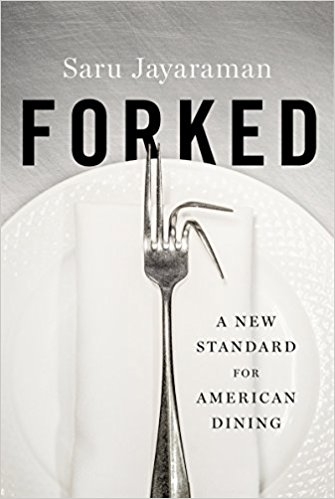 Saru Jayaraman
FORKED
A NEW
STANDARD
FOR
AMERICAN
DINING